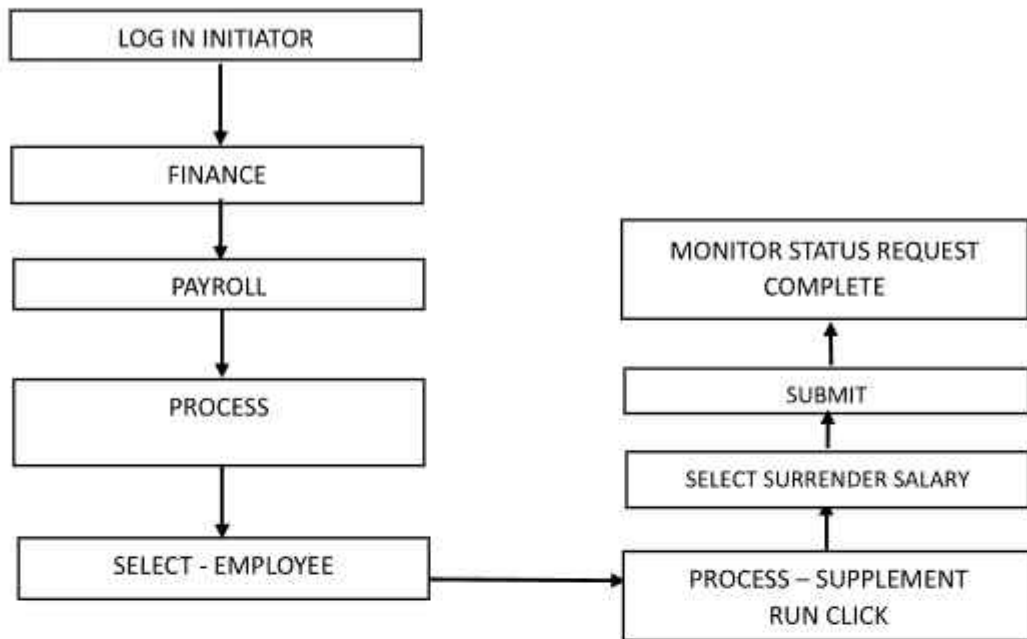 LOG IN INITIATOR
FINANCE
PAYROLL
PROCESS
SELECT - EMPLOYEE
PROCESS – SUPPLEMENT
RUN CLICK
SELECT SURRENDER SALARY
SUBMIT
MONITOR STATUS REQUEST
COMPLETE